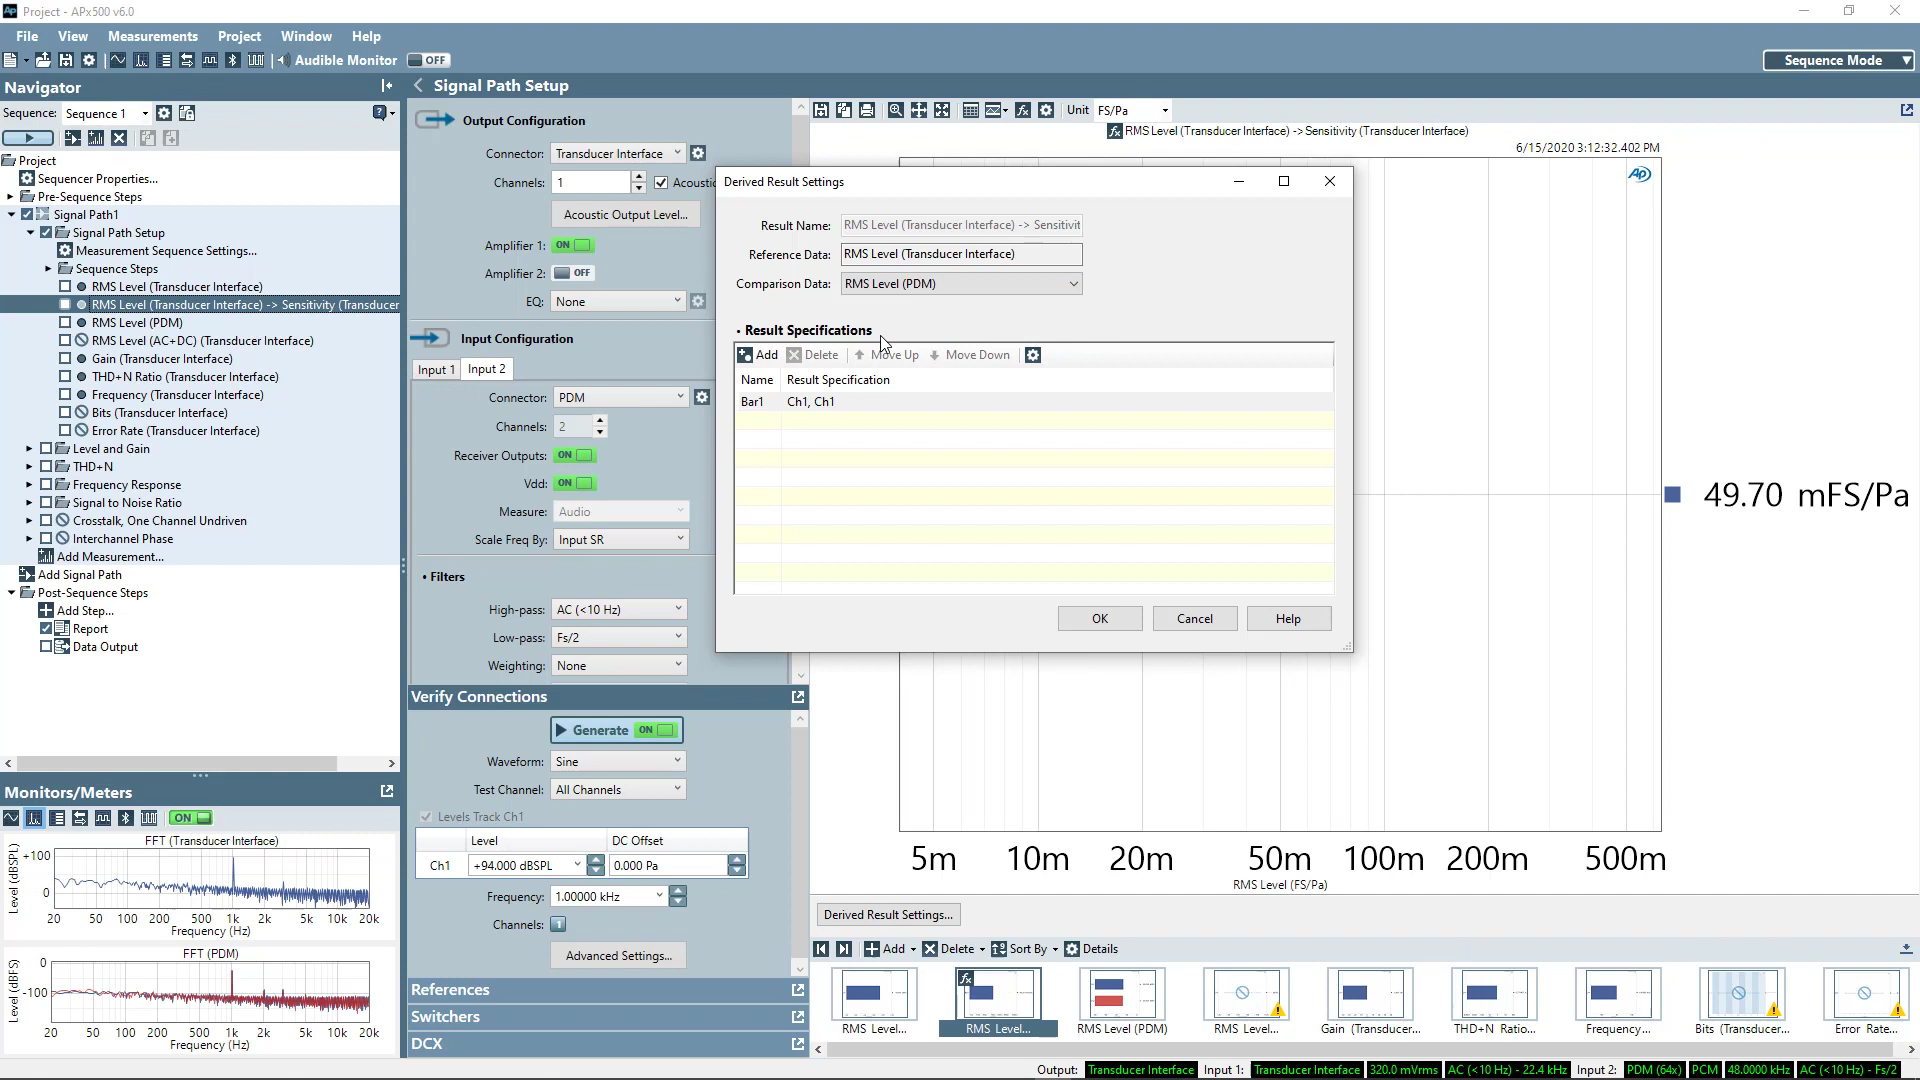 Project - APx500 v6.0
File View Measurements Project Window Help
Audible Monitor OFF
Sequence Mode
Navigator
Sequence: Sequence 1
Project
Sequencer Properties...
Pre-Sequence Steps
Signal Path1
Signal Path Setup
Measurement Sequence Settings...
Sequence Steps
RMS Level (Transducer Interface)
RMS Level (Transducer Interface) -> Sensitivity (Transducer
RMS Level (PDM)
RMS Level (AC+DC) (Transducer Interface)
Gain (Transducer Interface)
THD+N Ratio (Transducer Interface)
Frequency (Transducer Interface)
Bits (Transducer Interface)
Error Rate (Transducer Interface)
Level and Gain
THD+N
Frequency Response
Signal to Noise Ratio
Crosstalk, One Channel Undriven
Interchannel Phase
Add Measurement...
Add Signal Path
Post-Sequence Steps
Add Step...
Report
Data Output
Monitors/Meters
ON
FFT (Transducer Interface)
Level (dBSPL)
+100
0
20 50 100 200 500 1k 2k 5k 10k 20k
Frequency (Hz)
FFT (PDM)
Level (dBFS)
0
-100
20 50 100 200 500 1k 2k 5k 10k 20k
Frequency (Hz)
Signal Path Setup
Output Configuration
Connector: Transducer Interface
Channels: 1 Acoustic
Acoustic Output Level...
Amplifier 1: ON
Amplifier 2: OFF
EQ: None
Input Configuration
Input 1 Input 2
Connector: PDM
Channels: 2
Receiver Outputs: ON
Vdd: ON
Measure: Audio
Scale Freq By: Input SR
Filters
High-pass: AC (<10 Hz)
Low-pass: Fs/2
Weighting: None
Verify Connections
Generate ON
Waveform: Sine
Test Channel: All Channels
Levels Track Ch1
Level DC Offset
Ch1 +94.000 dBSPL 0.000 Pa
Frequency: 1.00000 kHz
Channels: 1
Advanced Settings...
References
Switchers
DCX
Unit FS/Pa
RMS Level (Transducer Interface) -> Sensitivity (Transducer Interface)
6/15/2020 3:12:32.402 PM
Derived Result Settings
Result Name: RMS Level (Transducer Interface) -> Sensitivit
Reference Data: RMS Level (Transducer Interface)
Comparison Data: RMS Level (PDM)
Result Specifications
Add Delete Move Up Move Down
Name Result Specification
Bar1 Ch1, Ch1
OK Cancel Help
49.70 mFS/Pa
5m 10m 20m 50m 100m 200m 500m
RMS Level (FS/Pa)
Derived Result Settings...
Add Delete Sort By Details
RMS Level... RMS Level... RMS Level (PDM) RMS Level... Gain (Transducer... THD+N Ratio... Frequency... Bits (Transducer... Error Rate...
Output: Transducer Interface Input 1: Transducer Interface 320.0 mVrms AC (<10 Hz) - 22.4 kHz Input 2: PDM (64x) PCM 48.0000 kHz AC (<10 Hz) - Fs/2